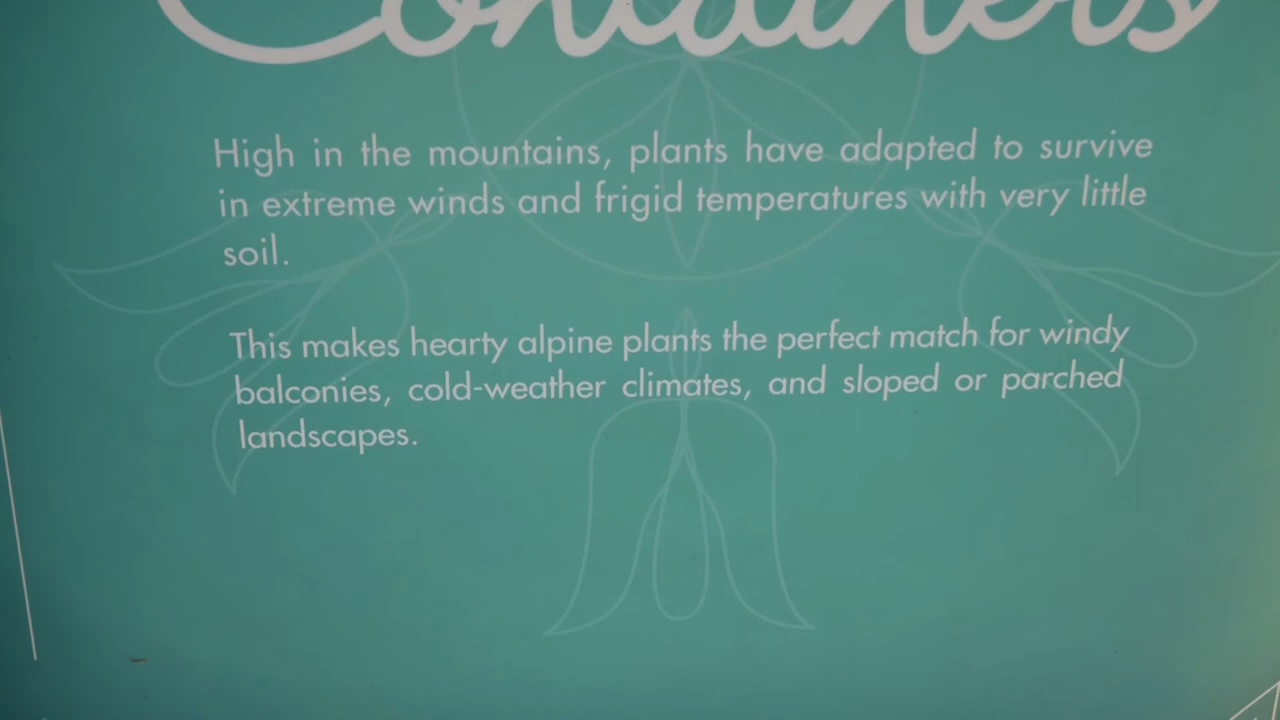 Containers
High in the mountains, plants have adapted to survive
in extreme winds and frigid temperatures with very little
soil.
This makes hearty alpine plants the perfect match for windy
balconies, cold-weather climates, and sloped or parched
landscapes.